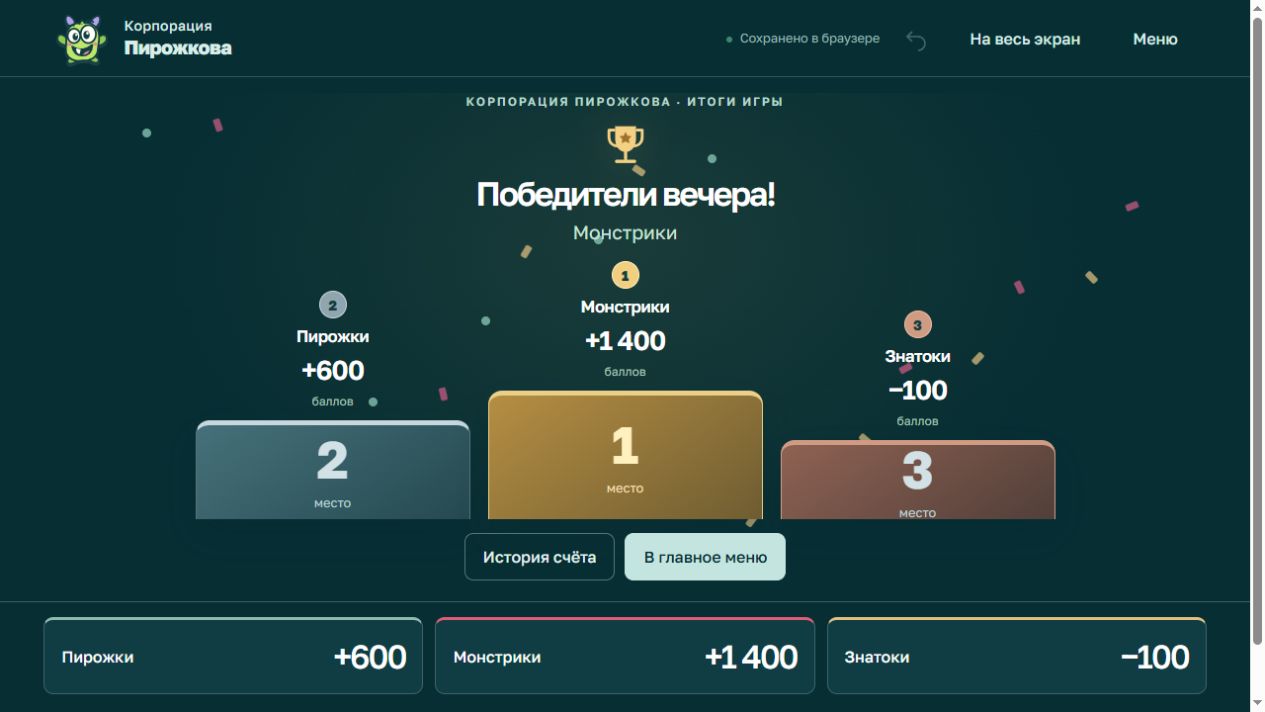 Корпорация
Пирожкова
Сохранено в браузере
На весь экран
Меню
КОРПОРАЦИЯ ПИРОЖКОВА · ИТОГИ ИГРЫ
Победители вечера!
Монстрики
1
Монстрики
+1 400
баллов
2
Пирожки
+600
баллов
3
Знатоки
−100
баллов
2
место
1
место
3
место
История счёта
В главное меню
Пирожки
+600
Монстрики
+1 400
Знатоки
−100